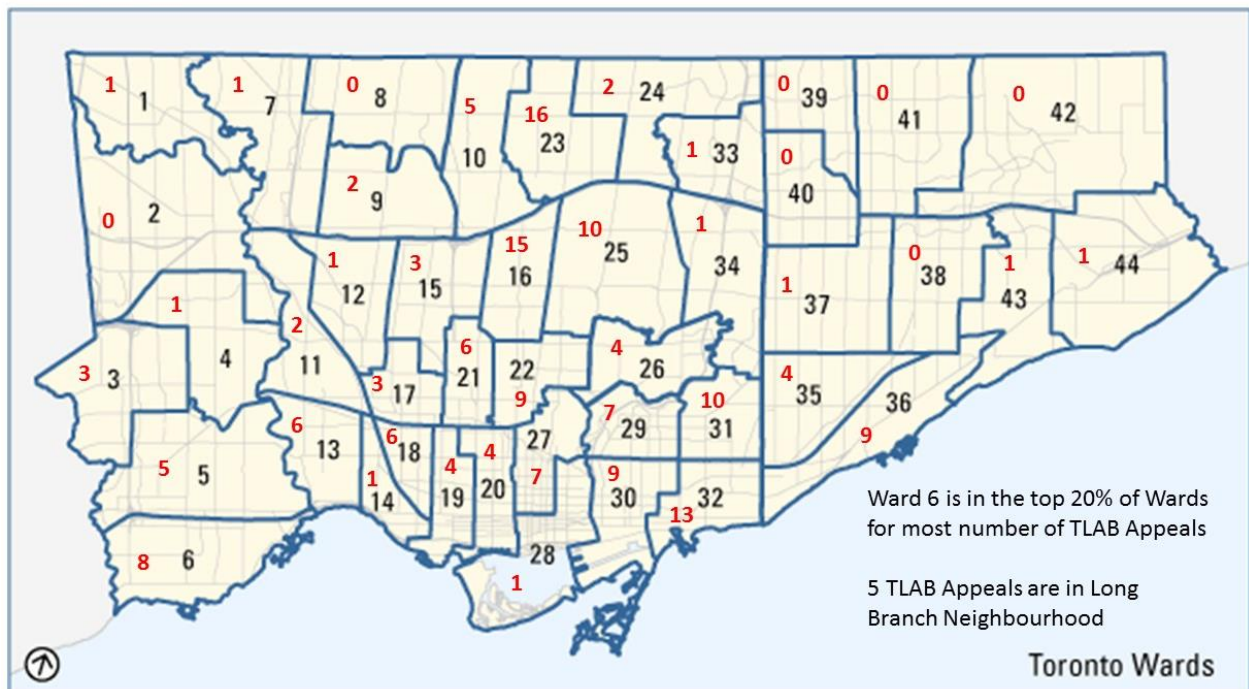 1 1 0 5 16 2 0 0 0
1 7 8 10 23 24 39 41 42
2 9 1 33 0 40
0 2
1 12 3 15 15 16 10 25 1 34 0 38 1 43 1 44
1 4 2 11 1 37
3 3 3 17 6 21 22 9 4 26 4 35 36 9
6 13 6 18 27 7 29 10 31
5 5 1 14 4 19 4 20 7 9 30 13 32
8 6 28 1
Ward 6 is in the top 20% of Wards
for most number of TLAB Appeals
5 TLAB Appeals are in Long
Branch Neighbourhood
Toronto Wards